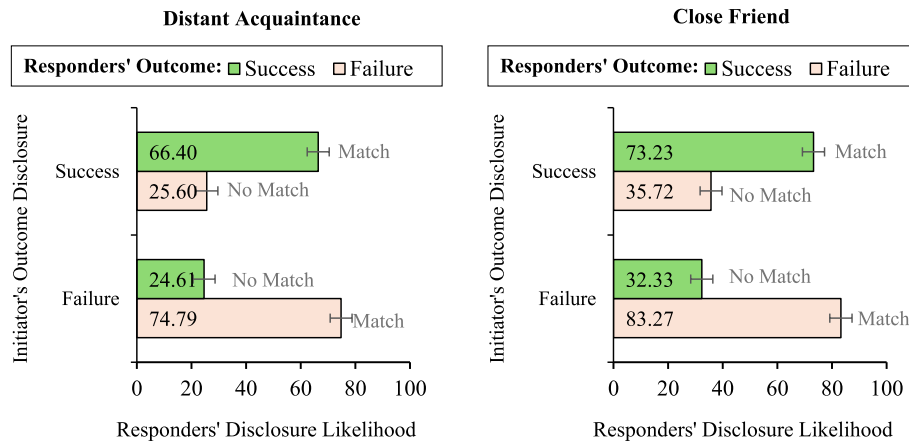 Distant Acquaintance
Responders' Outcome: Success Failure
Initiator's Outcome Disclosure
Success
66.40
Match
25.60
No Match
Failure
24.61
No Match
74.79
Match
0 20 40 60 80 100
Responders' Disclosure Likelihood
Close Friend
Responders' Outcome: Success Failure
Initiator's Outcome Disclosure
Success
73.23
Match
35.72
No Match
Failure
32.33
No Match
83.27
Match
0 20 40 60 80 100
Responders' Disclosure Likelihood